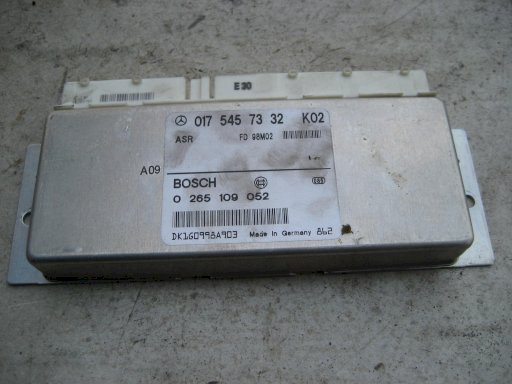 E30
017 545 73 32 K02
ASR FD 98M02
A09
BOSCH
0 265 109 052
DK160998A903 Made in Germany 862